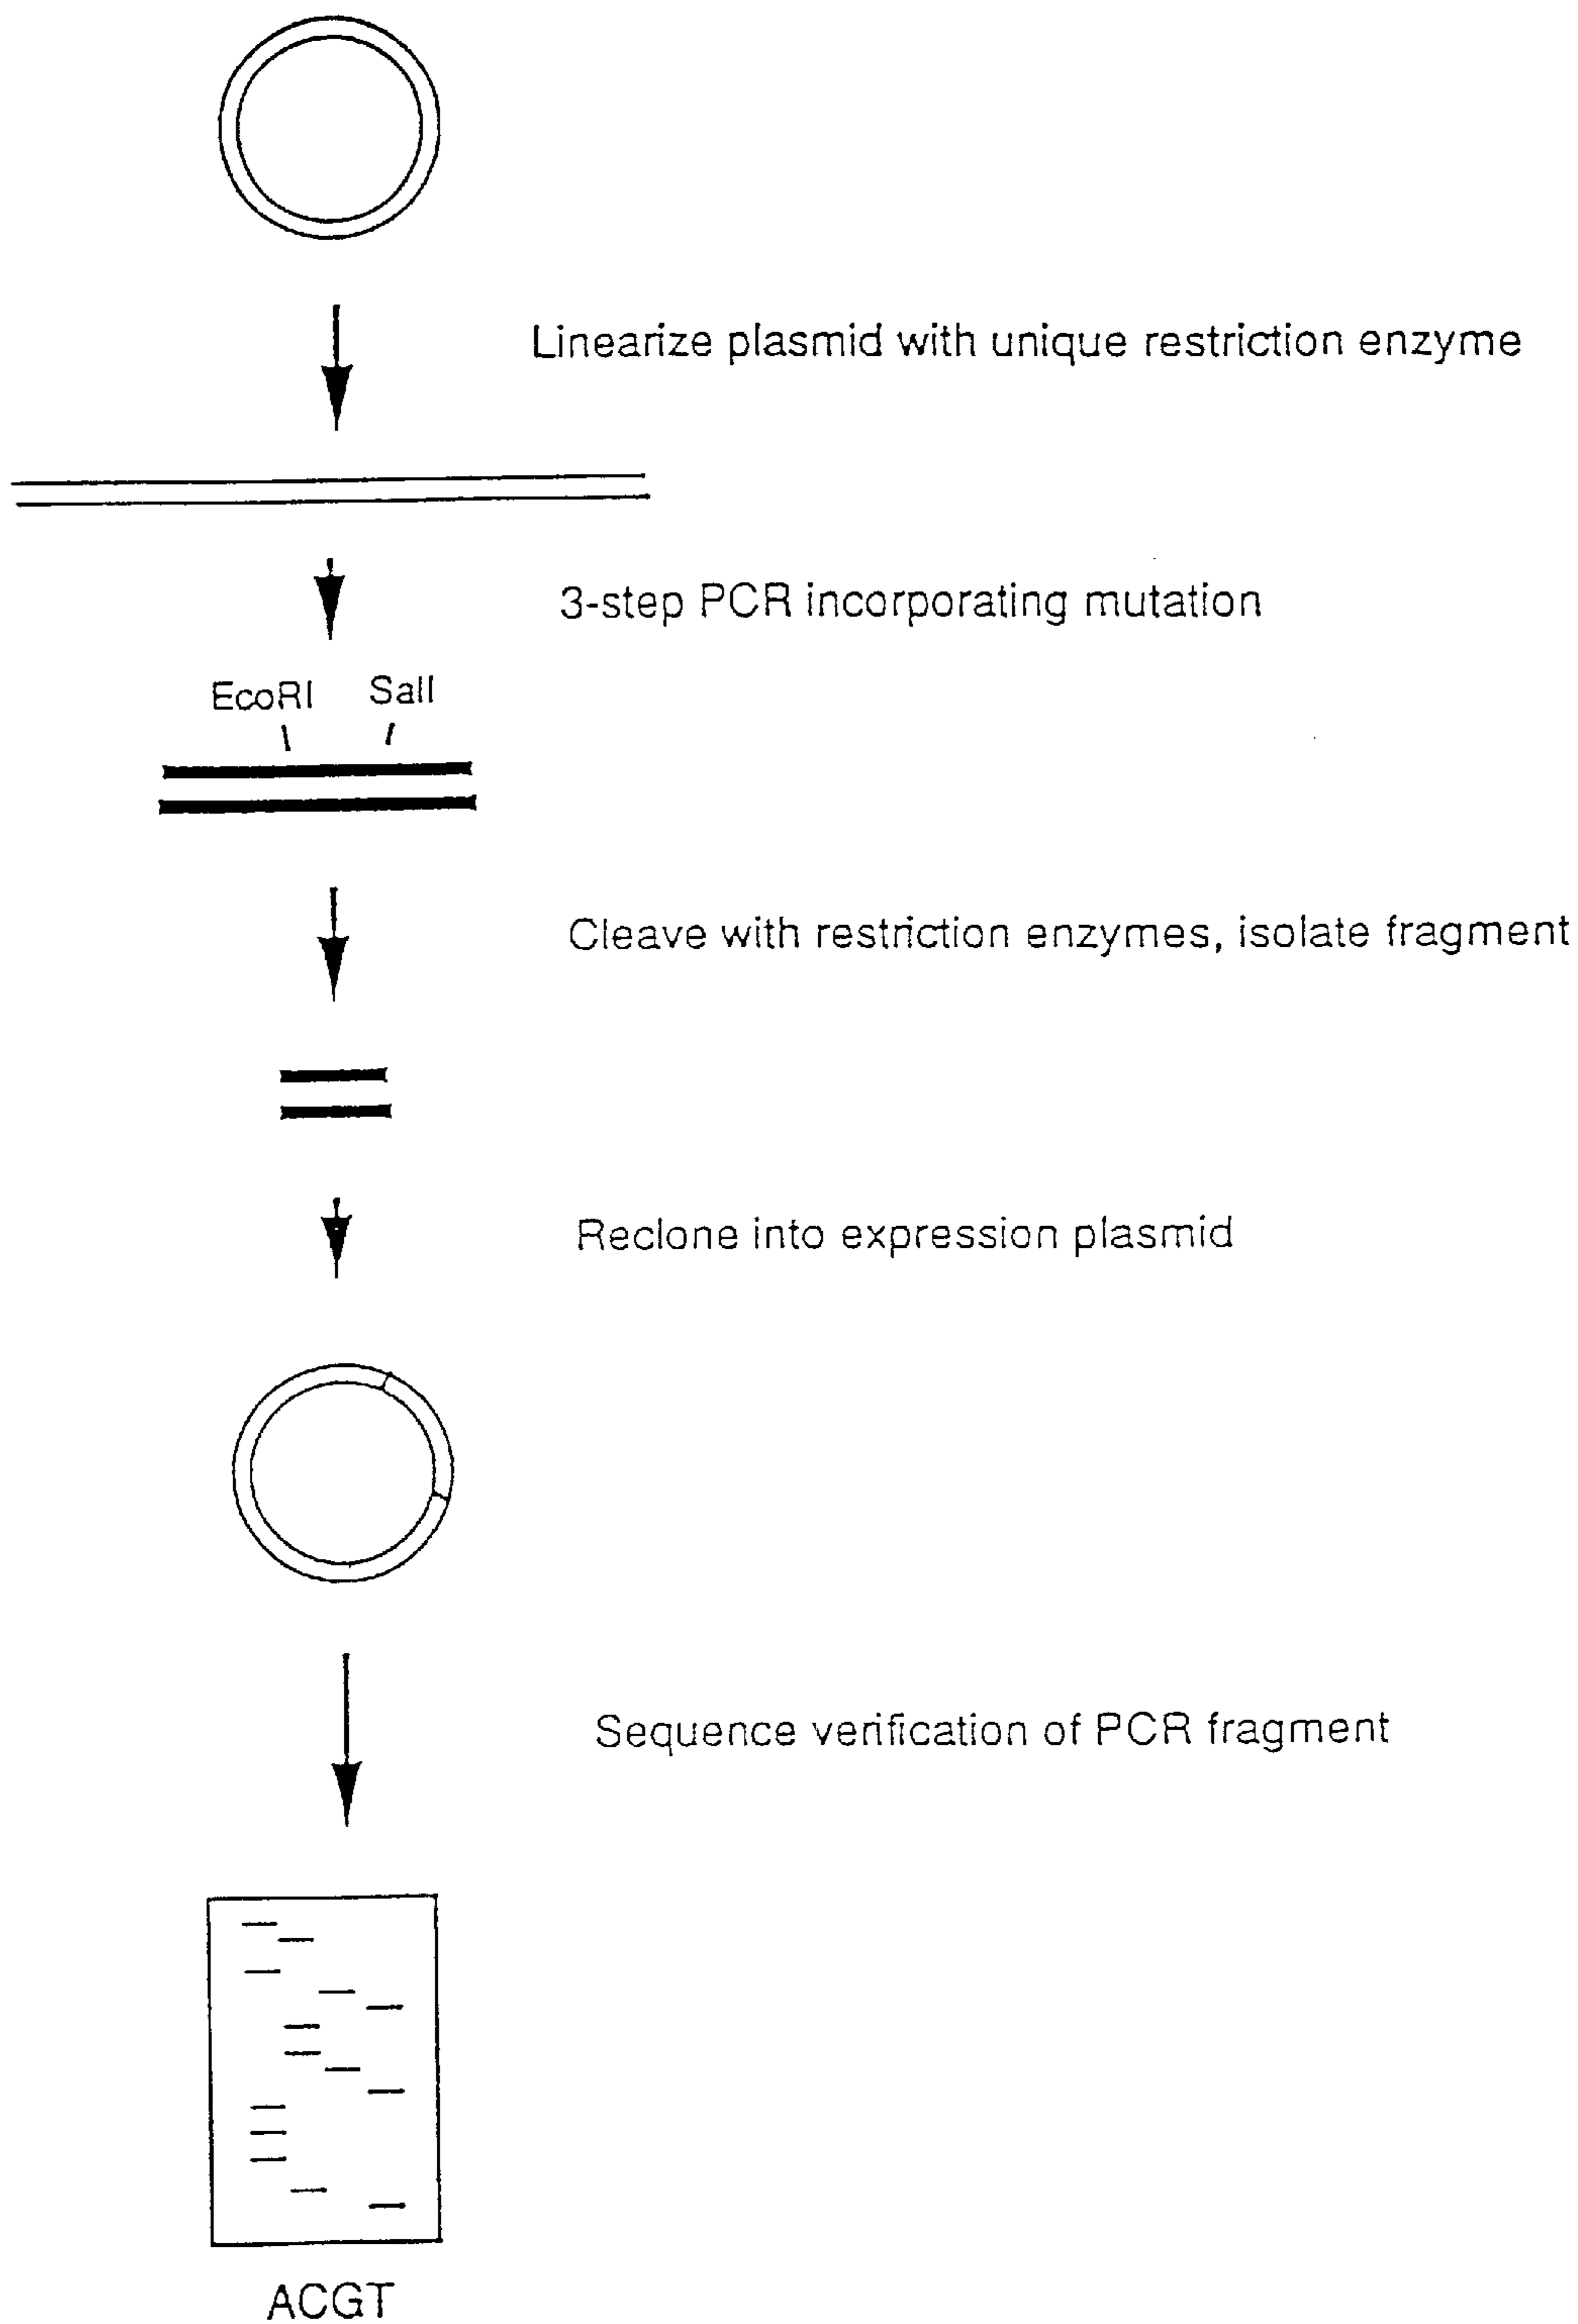 Linearize plasmid with unique restriction enzyme
3-step PCR incorporating mutation
EcoRI SalI
Cleave with restriction enzymes, isolate fragment
Reclone into expression plasmid
Sequence verification of PCR fragment
ACGT